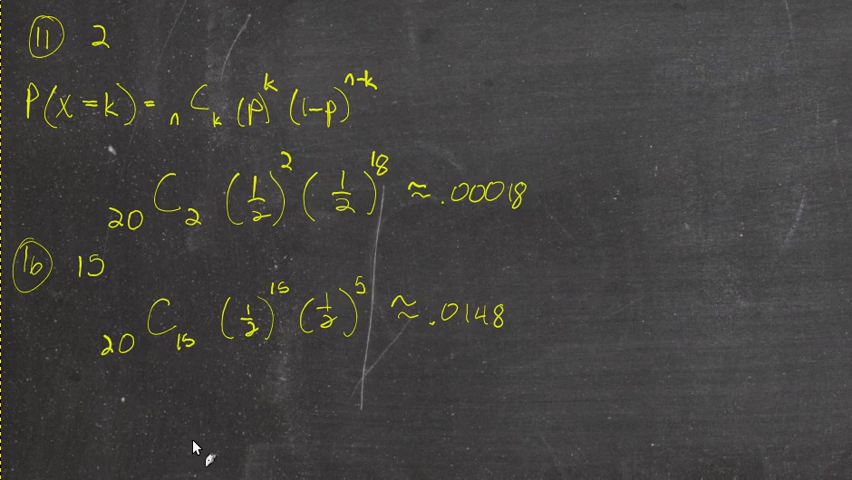 11 2
P(x = k) = ₙCₖ (p)ᵏ (1-p)ⁿ⁻ᵏ
₂₀C₂ (1/2)² (1/2)¹⁸ ≈ .00018
16 15
₂₀C₁₅ (1/2)¹⁵ (1/2)⁵ ≈ .0148